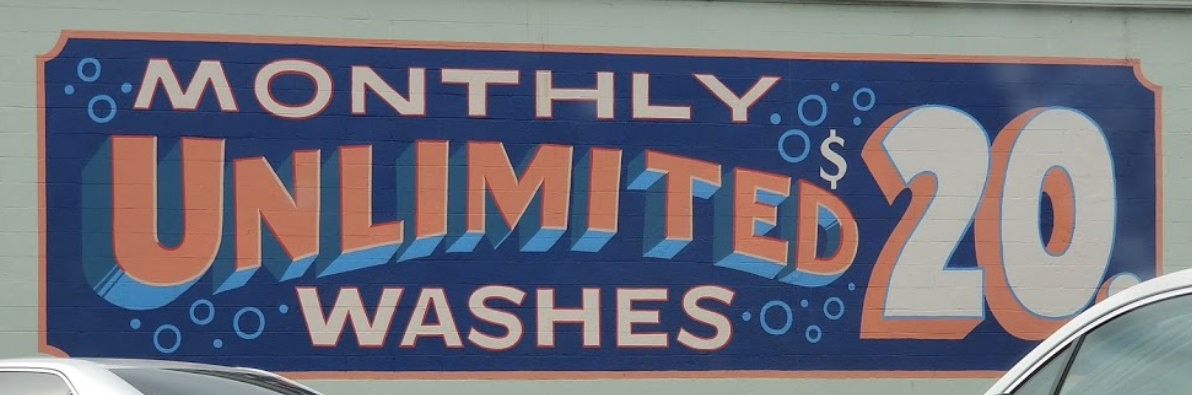 MONTHLY
UNLIMITED
WASHES
$20.